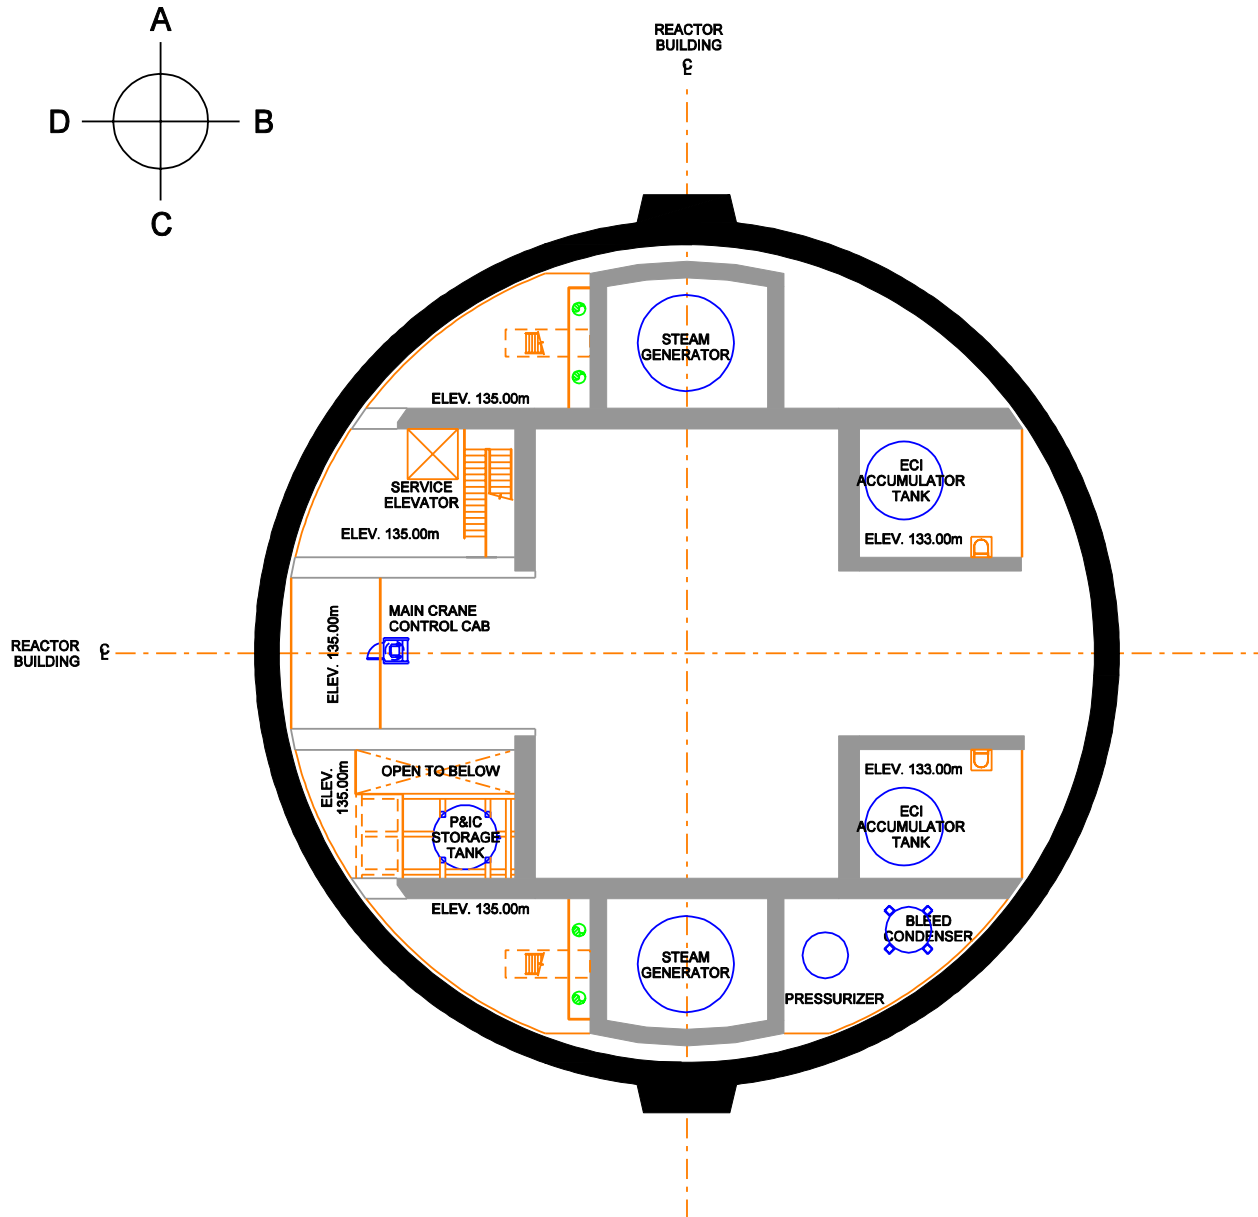 A
D
B
C
REACTOR
BUILDING
℄
STEAM
GENERATOR
ELEV. 135.00m
SERVICE
ELEVATOR
ELEV. 135.00m
ECI
ACCUMULATOR
TANK
ELEV. 133.00m
MAIN CRANE
CONTROL CAB
ELEV. 135.00m
REACTOR
BUILDING
℄
OPEN TO BELOW
ELEV.
135.00m
P&IC
STORAGE
TANK
ELEV. 133.00m
ECI
ACCUMULATOR
TANK
ELEV. 135.00m
STEAM
GENERATOR
BLEED
CONDENSER
PRESSURIZER